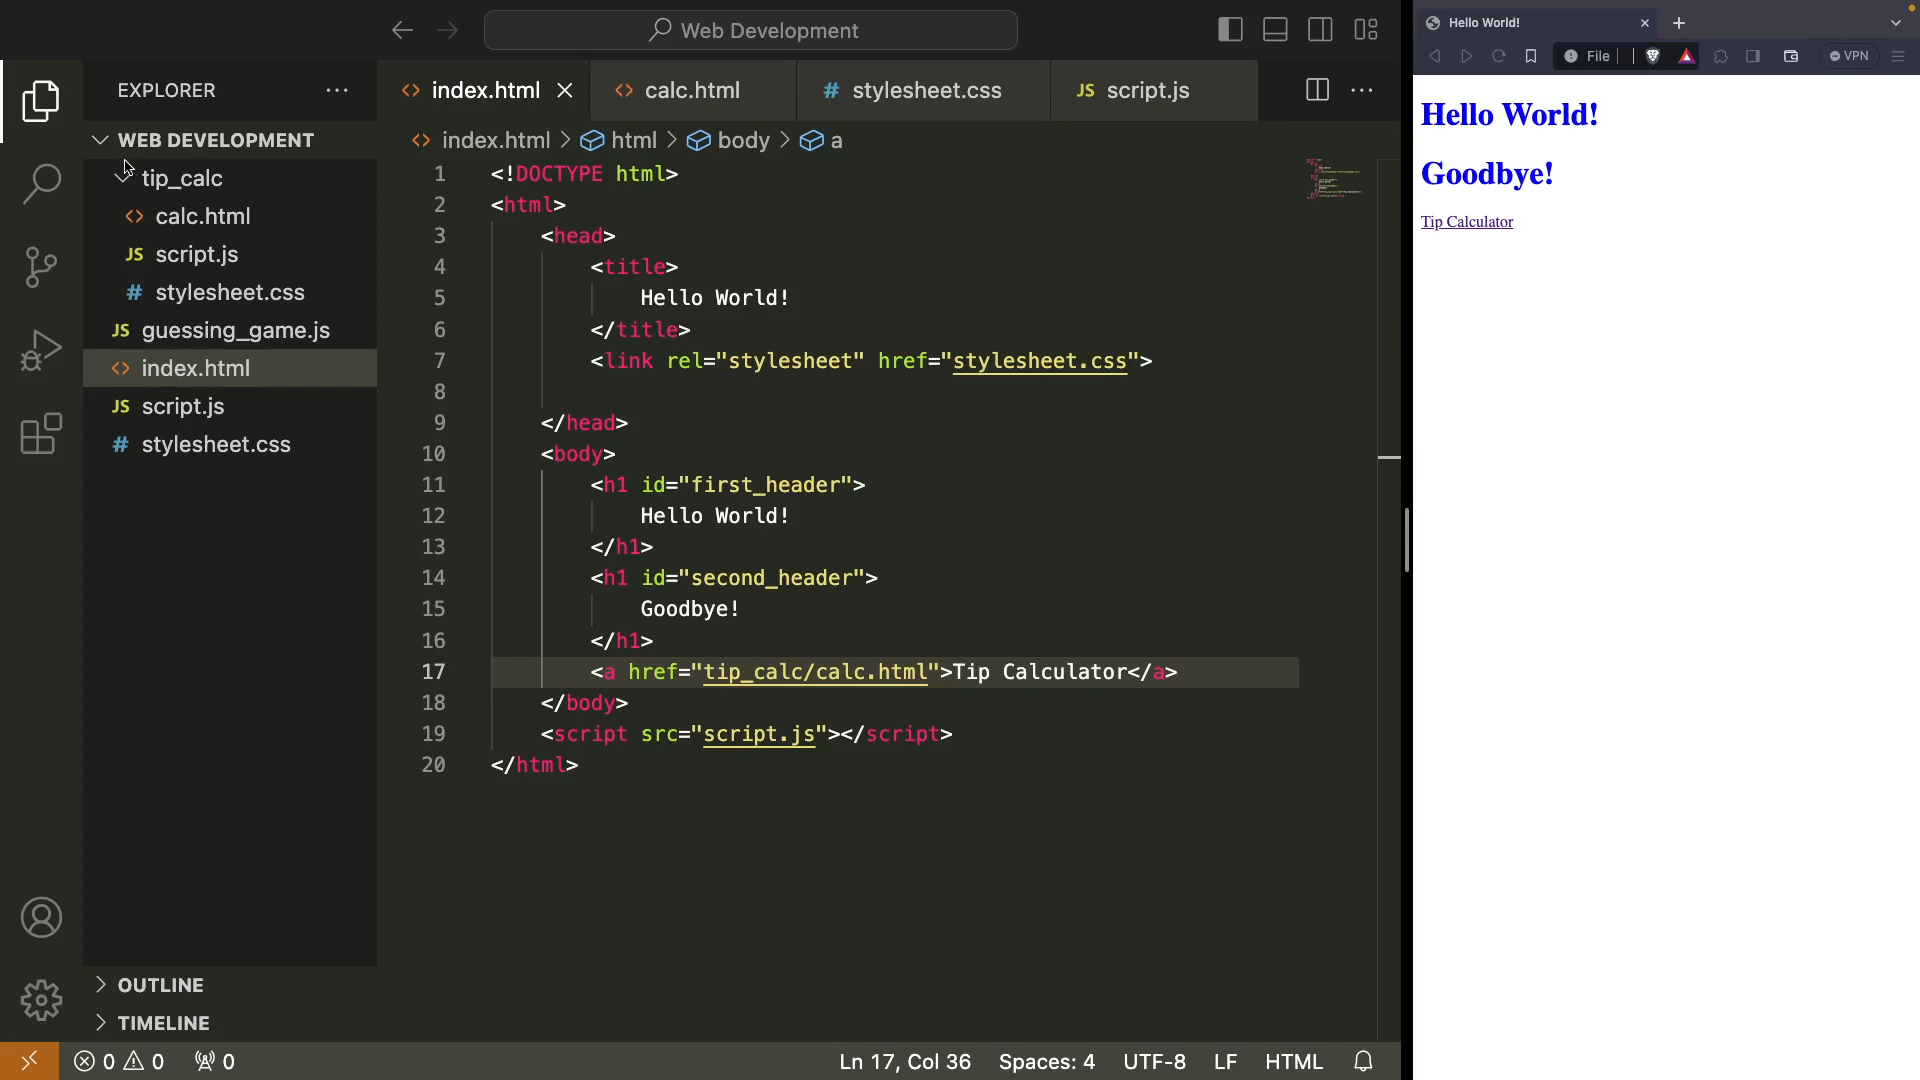 Web Development
EXPLORER
WEB DEVELOPMENT
tip_calc
calc.html
JS script.js
# stylesheet.css
JS guessing_game.js
index.html
JS script.js
# stylesheet.css
OUTLINE
TIMELINE
index.html
calc.html
# stylesheet.css
JS script.js
index.html > html > body > a
1 <!DOCTYPE html>
2 <html>
3 <head>
4 <title>
5 Hello World!
6 </title>
7 <link rel="stylesheet" href="stylesheet.css">
8
9 </head>
10 <body>
11 <h1 id="first_header">
12 Hello World!
13 </h1>
14 <h1 id="second_header">
15 Goodbye!
16 </h1>
17 <a href="tip_calc/calc.html">Tip Calculator</a>
18 </body>
19 <script src="script.js"></script>
20 </html>
0 0 0
Ln 17, Col 36 Spaces: 4 UTF-8 LF HTML
Hello World!
File VPN
Hello World!
Goodbye!
Tip Calculator